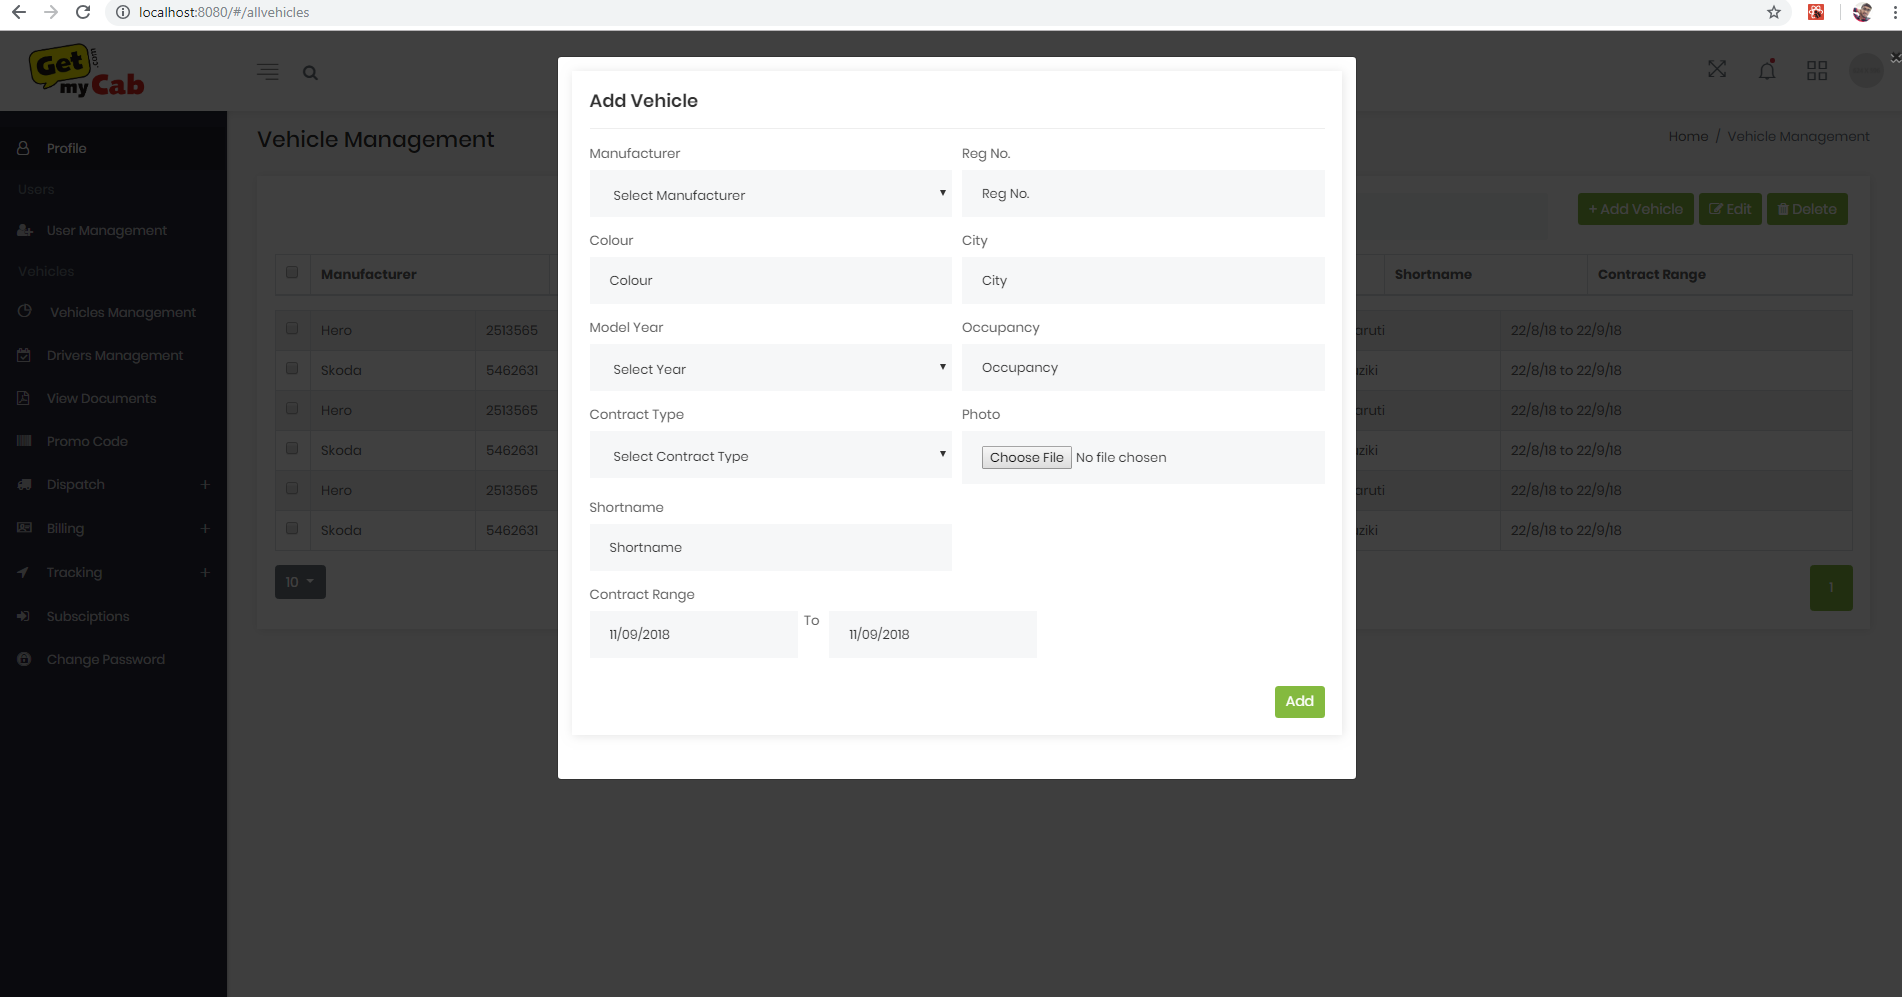 localhost:8080/#/allvehicles
Get
.com
my Cab
Profile
Users
User Management
Vehicles
Vehicles Management
Drivers Management
View Documents
Promo Code
Dispatch +
Billing +
Tracking +
Subsciptions
Change Password
Vehicle Management
Home / Vehicle Management
+ Add Vehicle Edit Delete
Manufacturer Shortname Contract Range
Hero 2513565 aruti 22/8/18 to 22/9/18
Skoda 5462631 uziki 22/8/18 to 22/9/18
Hero 2513565 aruti 22/8/18 to 22/9/18
Skoda 5462631 uziki 22/8/18 to 22/9/18
Hero 2513565 aruti 22/8/18 to 22/9/18
Skoda 5462631 uziki 22/8/18 to 22/9/18
10
1
Add Vehicle
Manufacturer Reg No.
Select Manufacturer Reg No.
Colour City
Colour City
Model Year Occupancy
Select Year Occupancy
Contract Type Photo
Select Contract Type Choose File No file chosen
Shortname
Shortname
Contract Range
11/09/2018 To 11/09/2018
Add